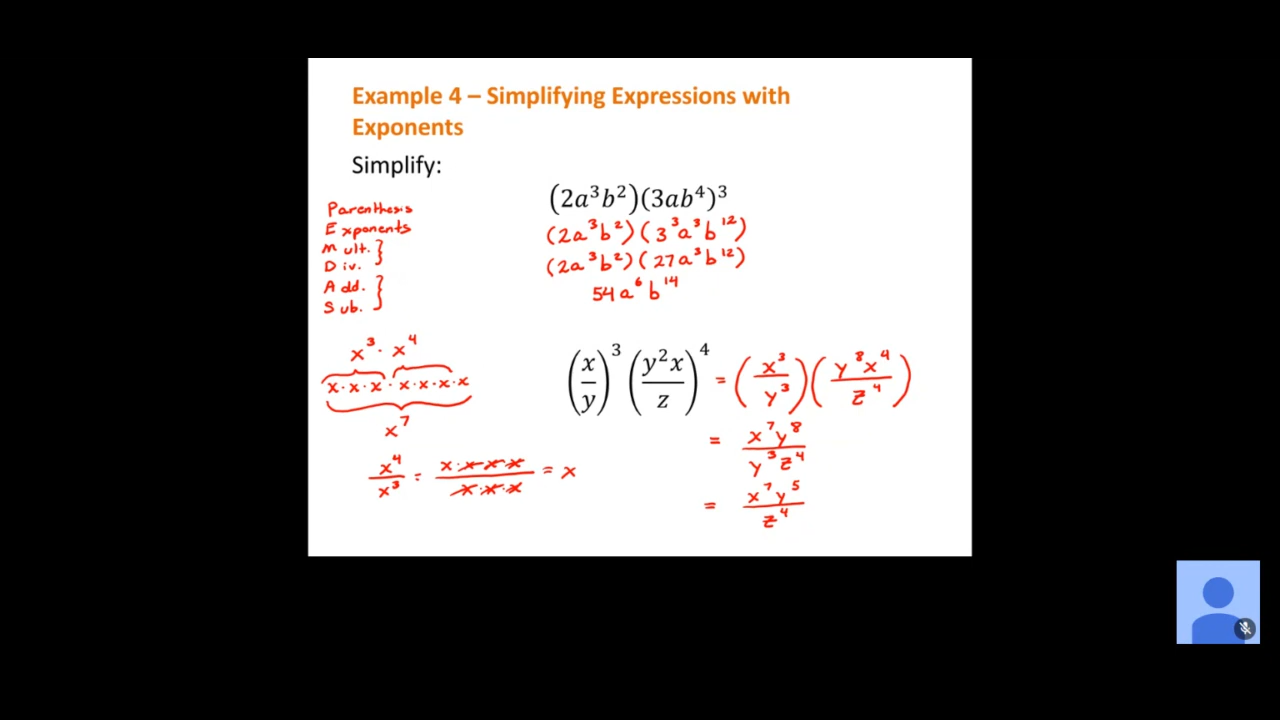 Example 4 – Simplifying Expressions with
Exponents
Simplify:
(2a³b²)(3ab⁴)³
Parenthesis
Exponents
Mult. }
Div.
Add. }
Sub.
(2a³b²)(3³a³b¹²)
(2a³b²)(27a³b¹²)
54a⁶b¹⁴
x³·x⁴
x·x·x·x·x·x·x
x⁷
x⁴/x³ = x·x·x·x/x·x·x = x
(x/y)³ (y²x/z)⁴ = (x³/y³)(y⁸x⁴/z⁴)
= x⁷y⁸/y³z⁴
= x⁷y⁵/z⁴